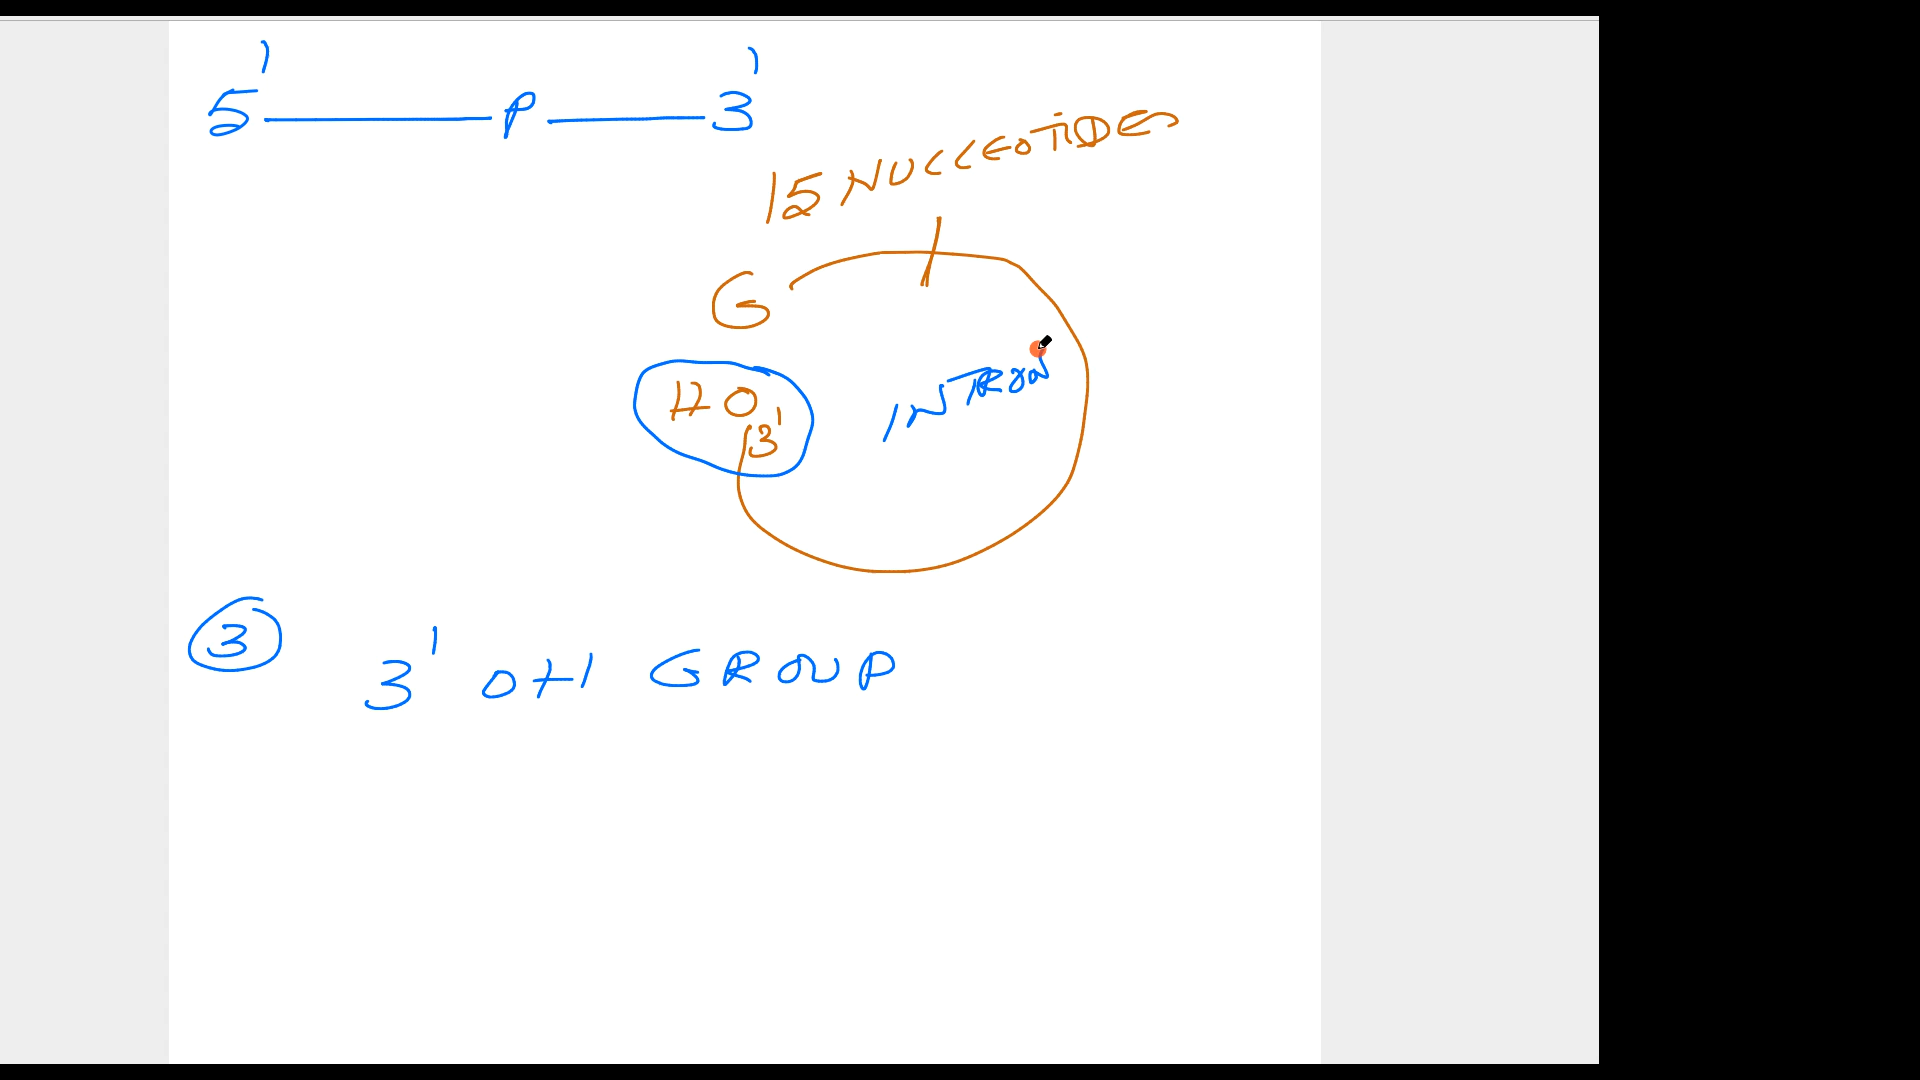 5' — P — 3'
15 NUCLEOTIDES
G
HO
3'
INTRON
3
3' OH GROUP